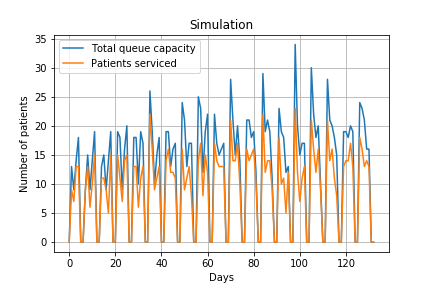 Simulation
Total queue capacity
Patients serviced
Number of patients
35
30
25
20
15
10
5
0
0 20 40 60 80 100 120
Days